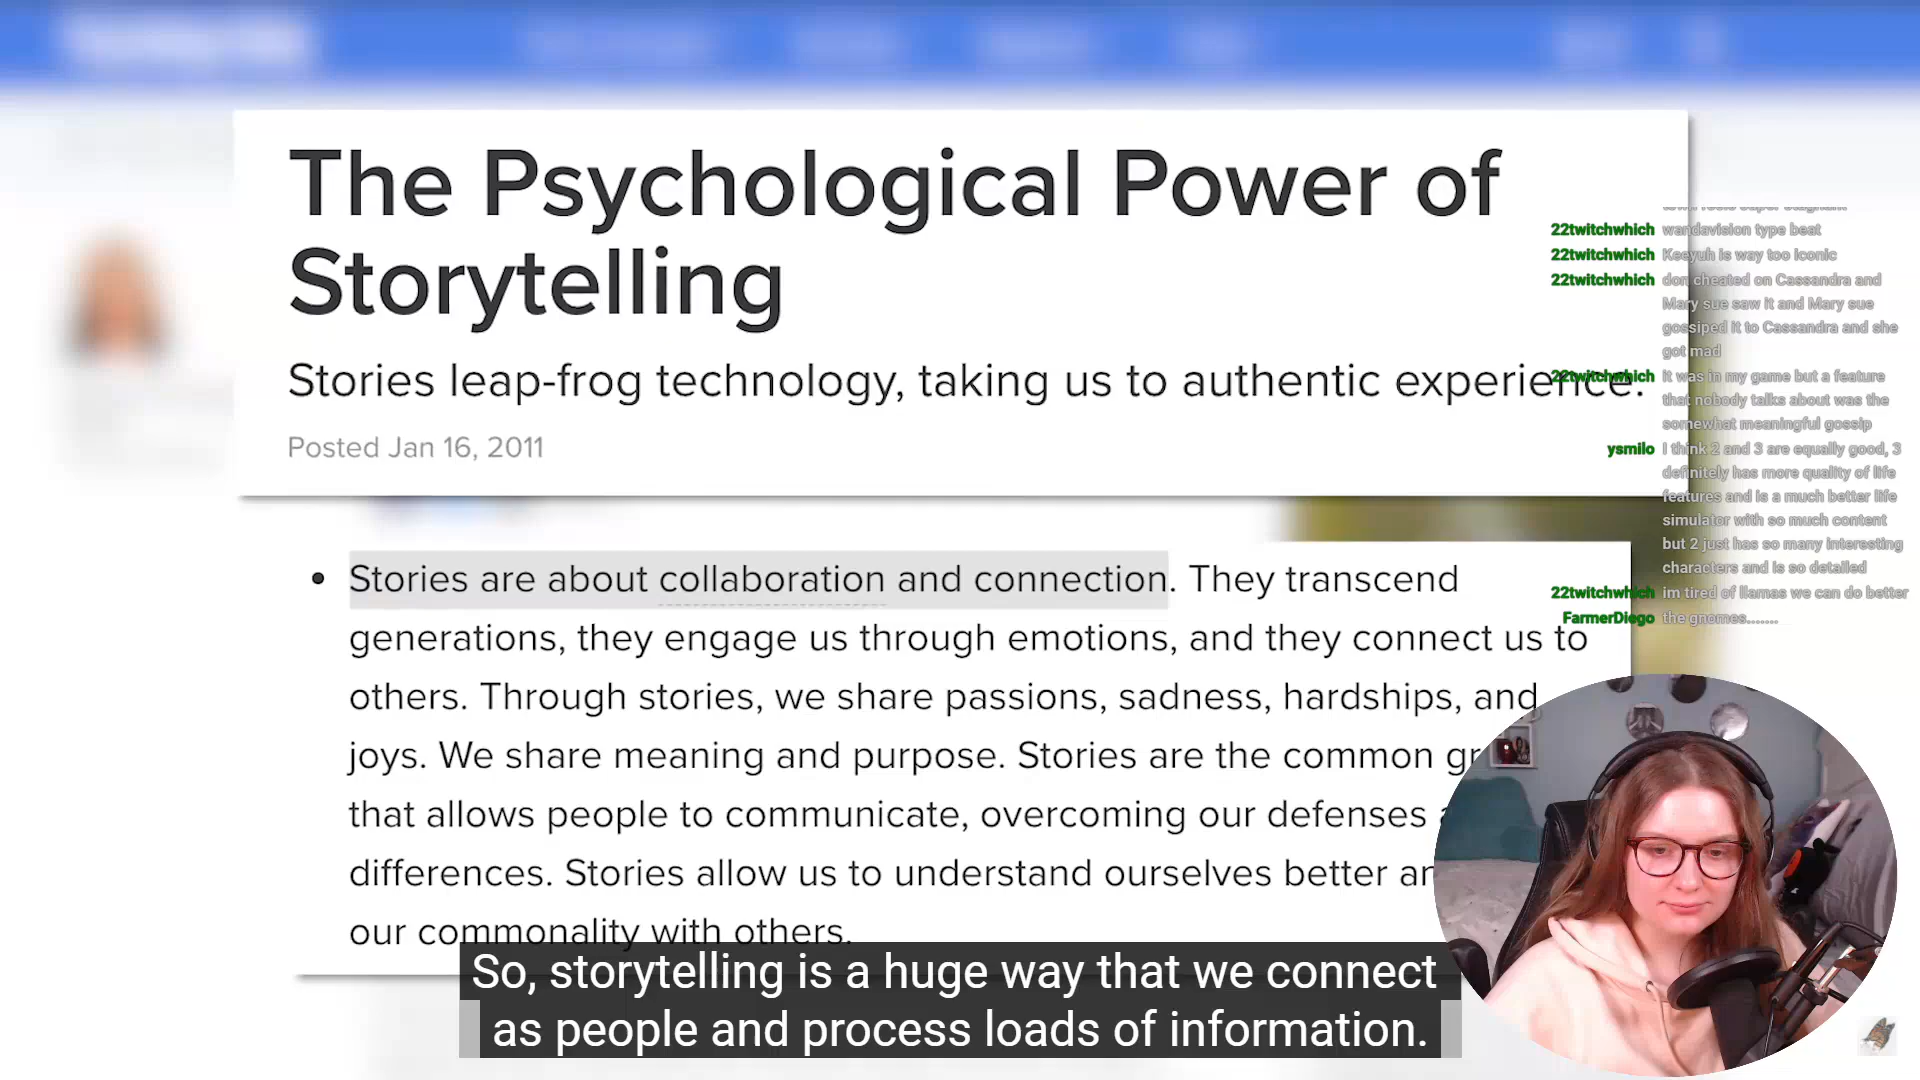 The Psychological Power of
Storytelling
Stories leap-frog technology, taking us to authentic experience.
Posted Jan 16, 2011
Stories are about collaboration and connection. They transcend
generations, they engage us through emotions, and they connect us to
others. Through stories, we share passions, sadness, hardships, and
joys. We share meaning and purpose. Stories are the common
that allows people to communicate, overcoming our defenses
differences. Stories allow us to understand ourselves better
our commonality with others.
22twitchwhich wandavision type beat
22twitchwhich Keeyuh is way too iconic
22twitchwhich don cheated on Cassandra and
Mary sue saw it and Mary sue
gossiped it to Cassandra and she
got mad
22twitchwhich It was in my game but a feature
that nobody talks about was the
somewhat meaningful gossip
ysmilo I think 2 and 3 are equally good, 3
definitely has more quality of life
features and is a much better life
simulator with so much content
but 2 just has so many interesting
characters and is so detailed
22twitchwhich im tired of llamas we can do better
FarmerDiego the gnomes.......
So, storytelling is a huge way that we connect
as people and process loads of information.